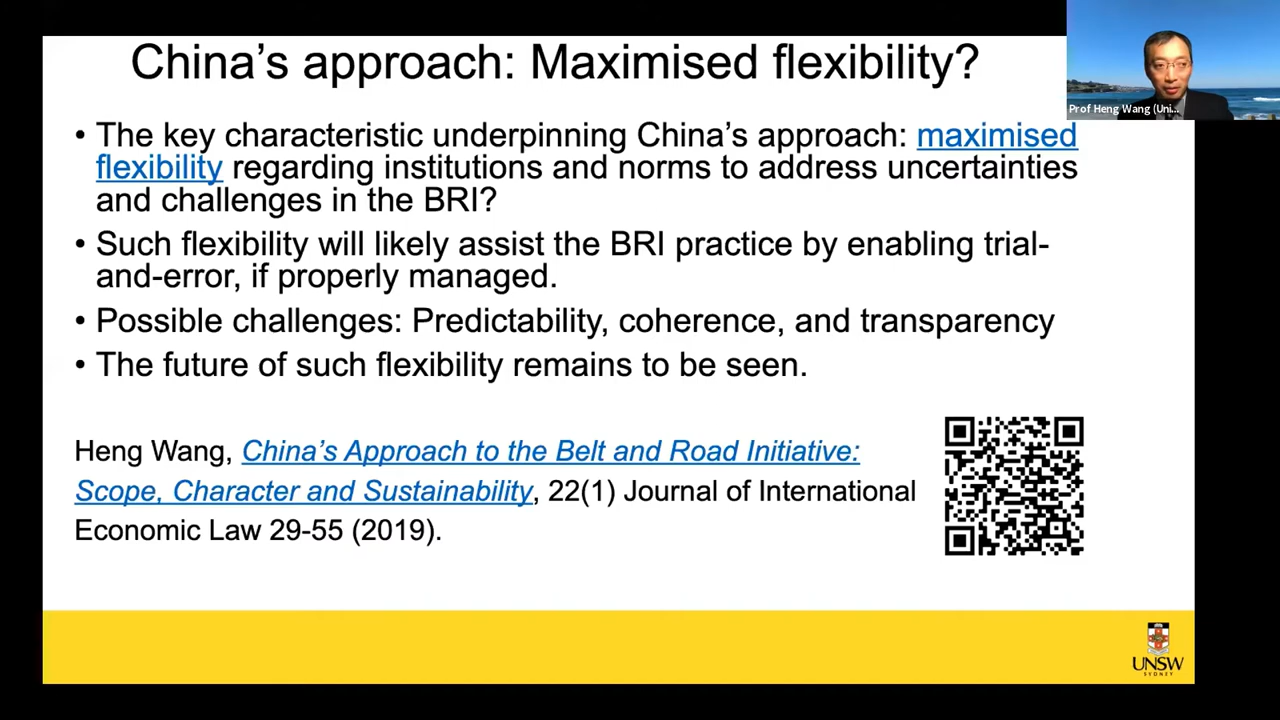 China’s approach: Maximised flexibility?
Prof Heng Wang (Uni...
• The key characteristic underpinning China’s approach: maximised
flexibility regarding institutions and norms to address uncertainties
and challenges in the BRI?
• Such flexibility will likely assist the BRI practice by enabling trial-
and-error, if properly managed.
• Possible challenges: Predictability, coherence, and transparency
• The future of such flexibility remains to be seen.
Heng Wang, China’s Approach to the Belt and Road Initiative:
Scope, Character and Sustainability, 22(1) Journal of International
Economic Law 29-55 (2019).
UNSW
SYDNEY